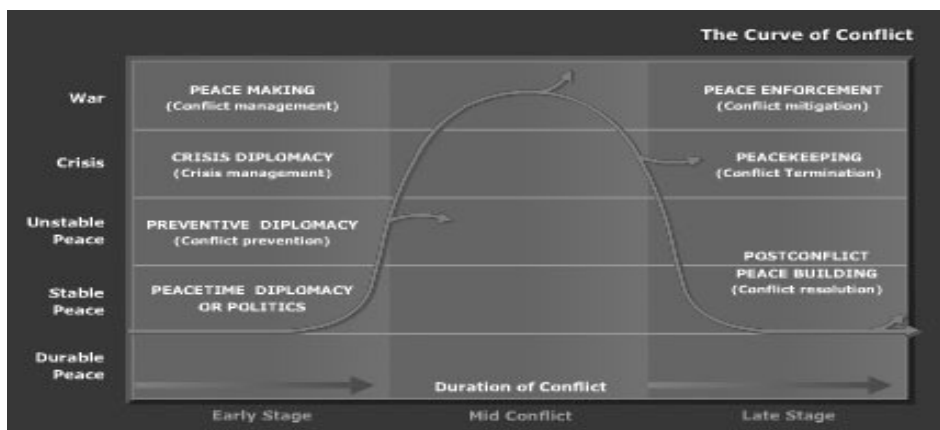 The Curve of Conflict
War
PEACE MAKING
(Conflict management)
PEACE ENFORCEMENT
(Conflict mitigation)
Crisis
CRISIS DIPLOMACY
(Crisis management)
PEACEKEEPING
(Conflict Termination)
Unstable
Peace
PREVENTIVE DIPLOMACY
(Conflict prevention)
POSTCONFLICT
PEACE BUILDING
(Conflict resolution)
Stable
Peace
PEACETIME DIPLOMACY
OR POLITICS
Durable
Peace
Duration of Conflict
Early Stage
Mid Conflict
Late Stage